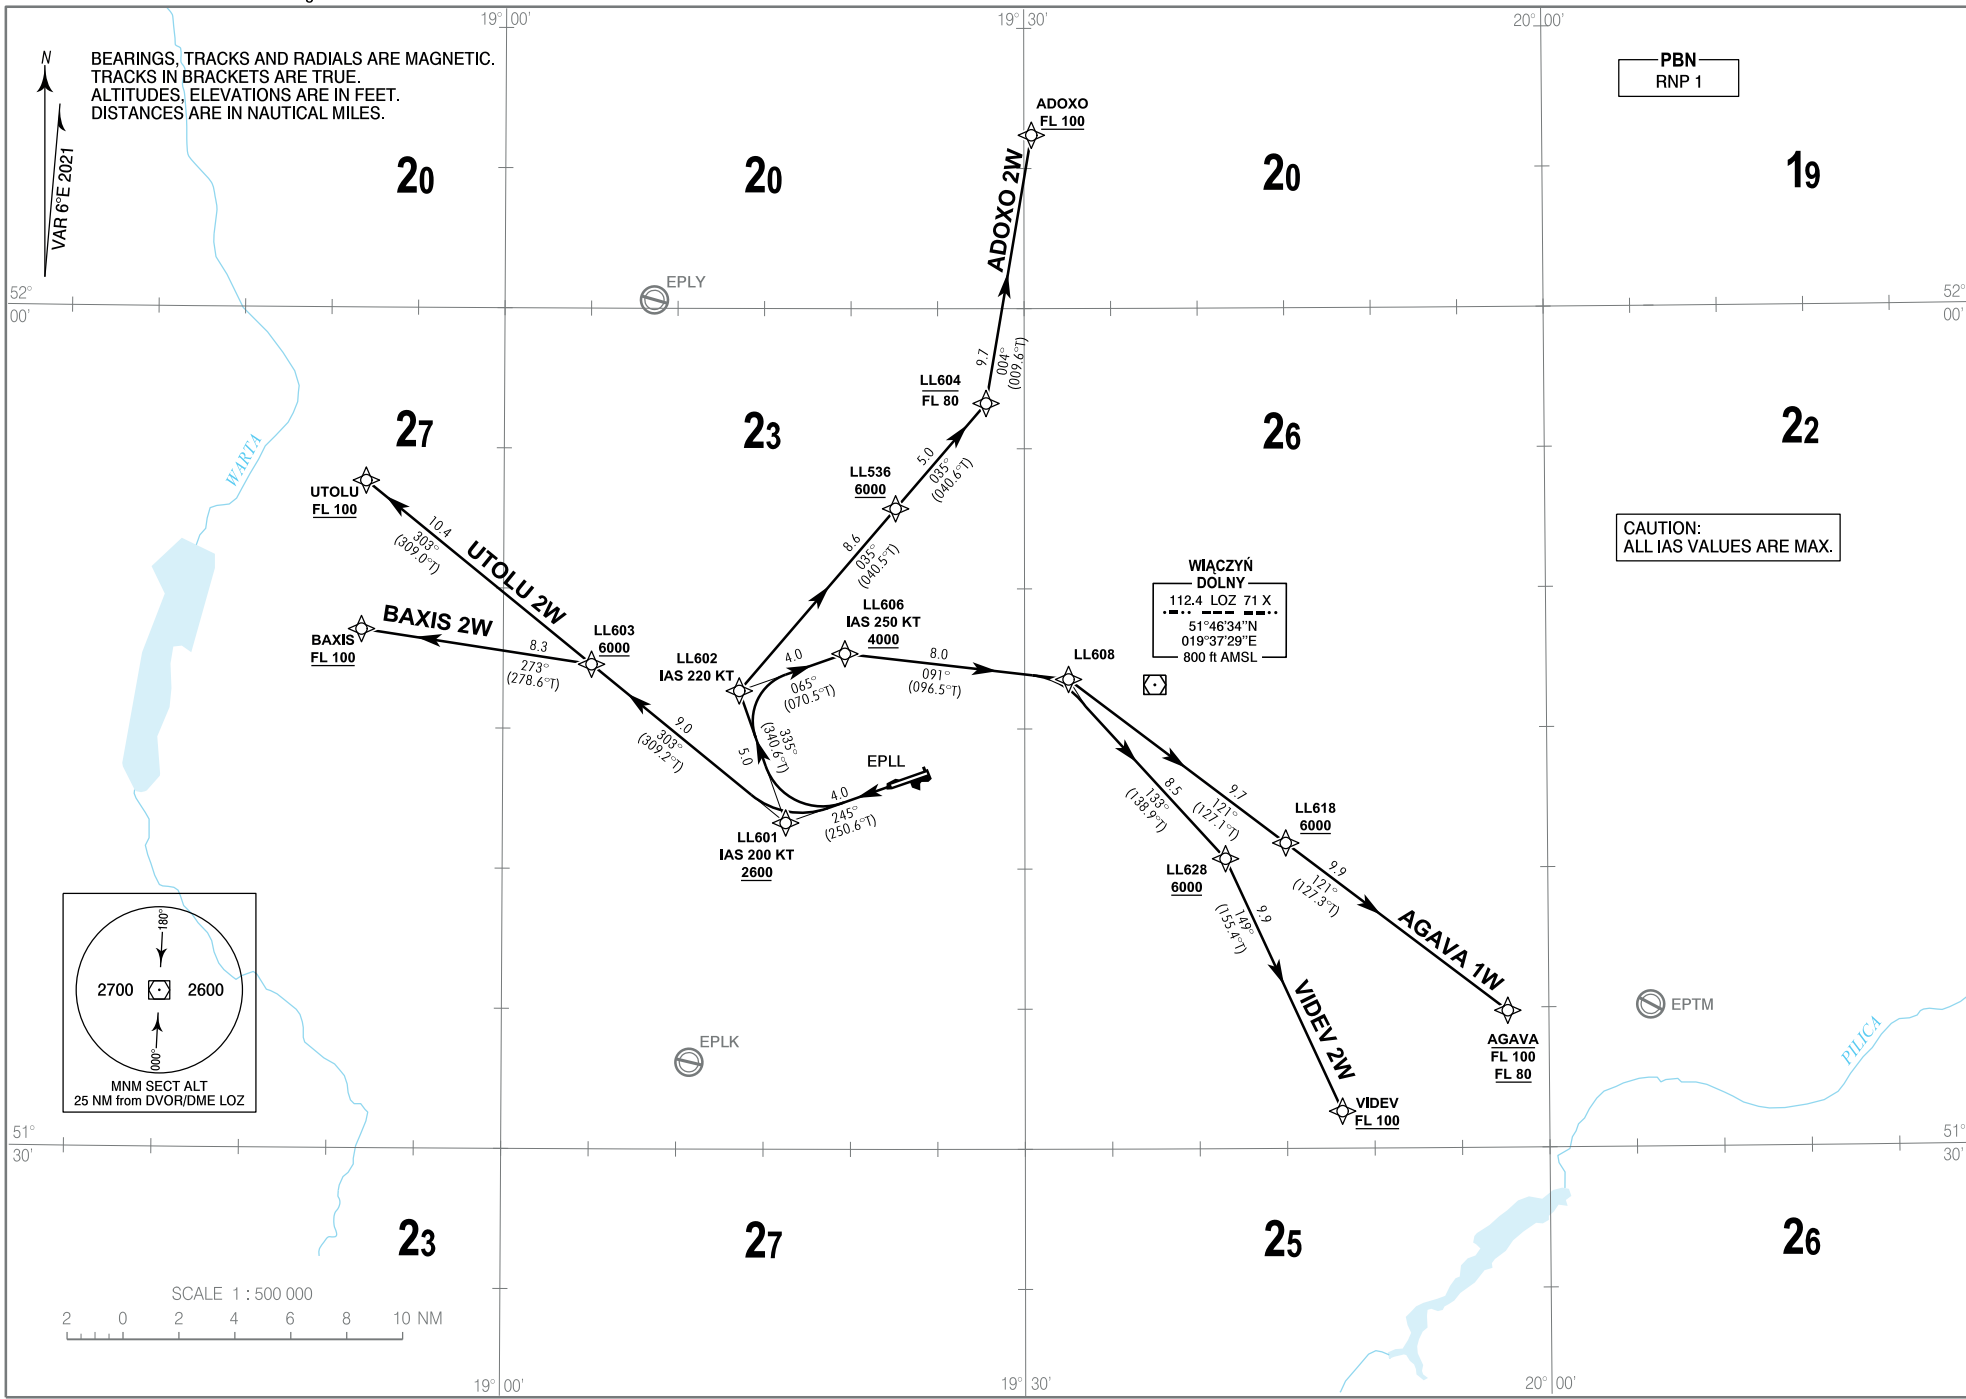 19° 00'
19° 30'
20° 00'
N
VAR 6°E 2021
BEARINGS, TRACKS AND RADIALS ARE MAGNETIC.
TRACKS IN BRACKETS ARE TRUE.
ALTITUDES, ELEVATIONS ARE IN FEET.
DISTANCES ARE IN NAUTICAL MILES.
PBN
RNP 1
ADOXO
FL 100
20
20
20
19
ADOXO 2W
EPLY
52°
00'
52°
00'
9.7
004°
(009.6°T)
LL604
FL 80
27
23
26
22
WARTA
5.0
035°
(040.6°T)
LL536
6000
UTOLU
FL 100
10.4
303°
(309.0°T)
UTOLU 2W
8.6
035°
(040.5°T)
CAUTION:
ALL IAS VALUES ARE MAX.
WIĄCZYŃ
DOLNY
112.4 LOZ 71 X
51°46'34"N
019°37'29"E
800 ft AMSL
BAXIS 2W
BAXIS
FL 100
8.3
273°
(278.6°T)
LL603
6000
LL606
IAS 250 KT
4000
LL602
IAS 220 KT
4.0
065°
(070.5°T)
8.0
091°
(096.5°T)
LL608
9.0
303°
(309.2°T)
5.0
335°
(340.6°T)
EPLL
4.0
245°
(250.6°T)
LL601
IAS 200 KT
2600
8.5
133°
(138.9°T)
9.7
121°
(127.1°T)
LL618
6000
LL628
6000
9.9
121°
(127.3°T)
9.9
149°
(155.4°T)
AGAVA 1W
VIDEV 2W
180°
2700
2600
000°
MNM SECT ALT
25 NM from DVOR/DME LOZ
EPLK
EPTM
AGAVA
FL 100
FL 80
VIDEV
FL 100
PILICA
51°
30'
51°
30'
23
27
25
26
SCALE 1 : 500 000
2 0 2 4 6 8 10 NM
19° 00'
19° 30'
20° 00'